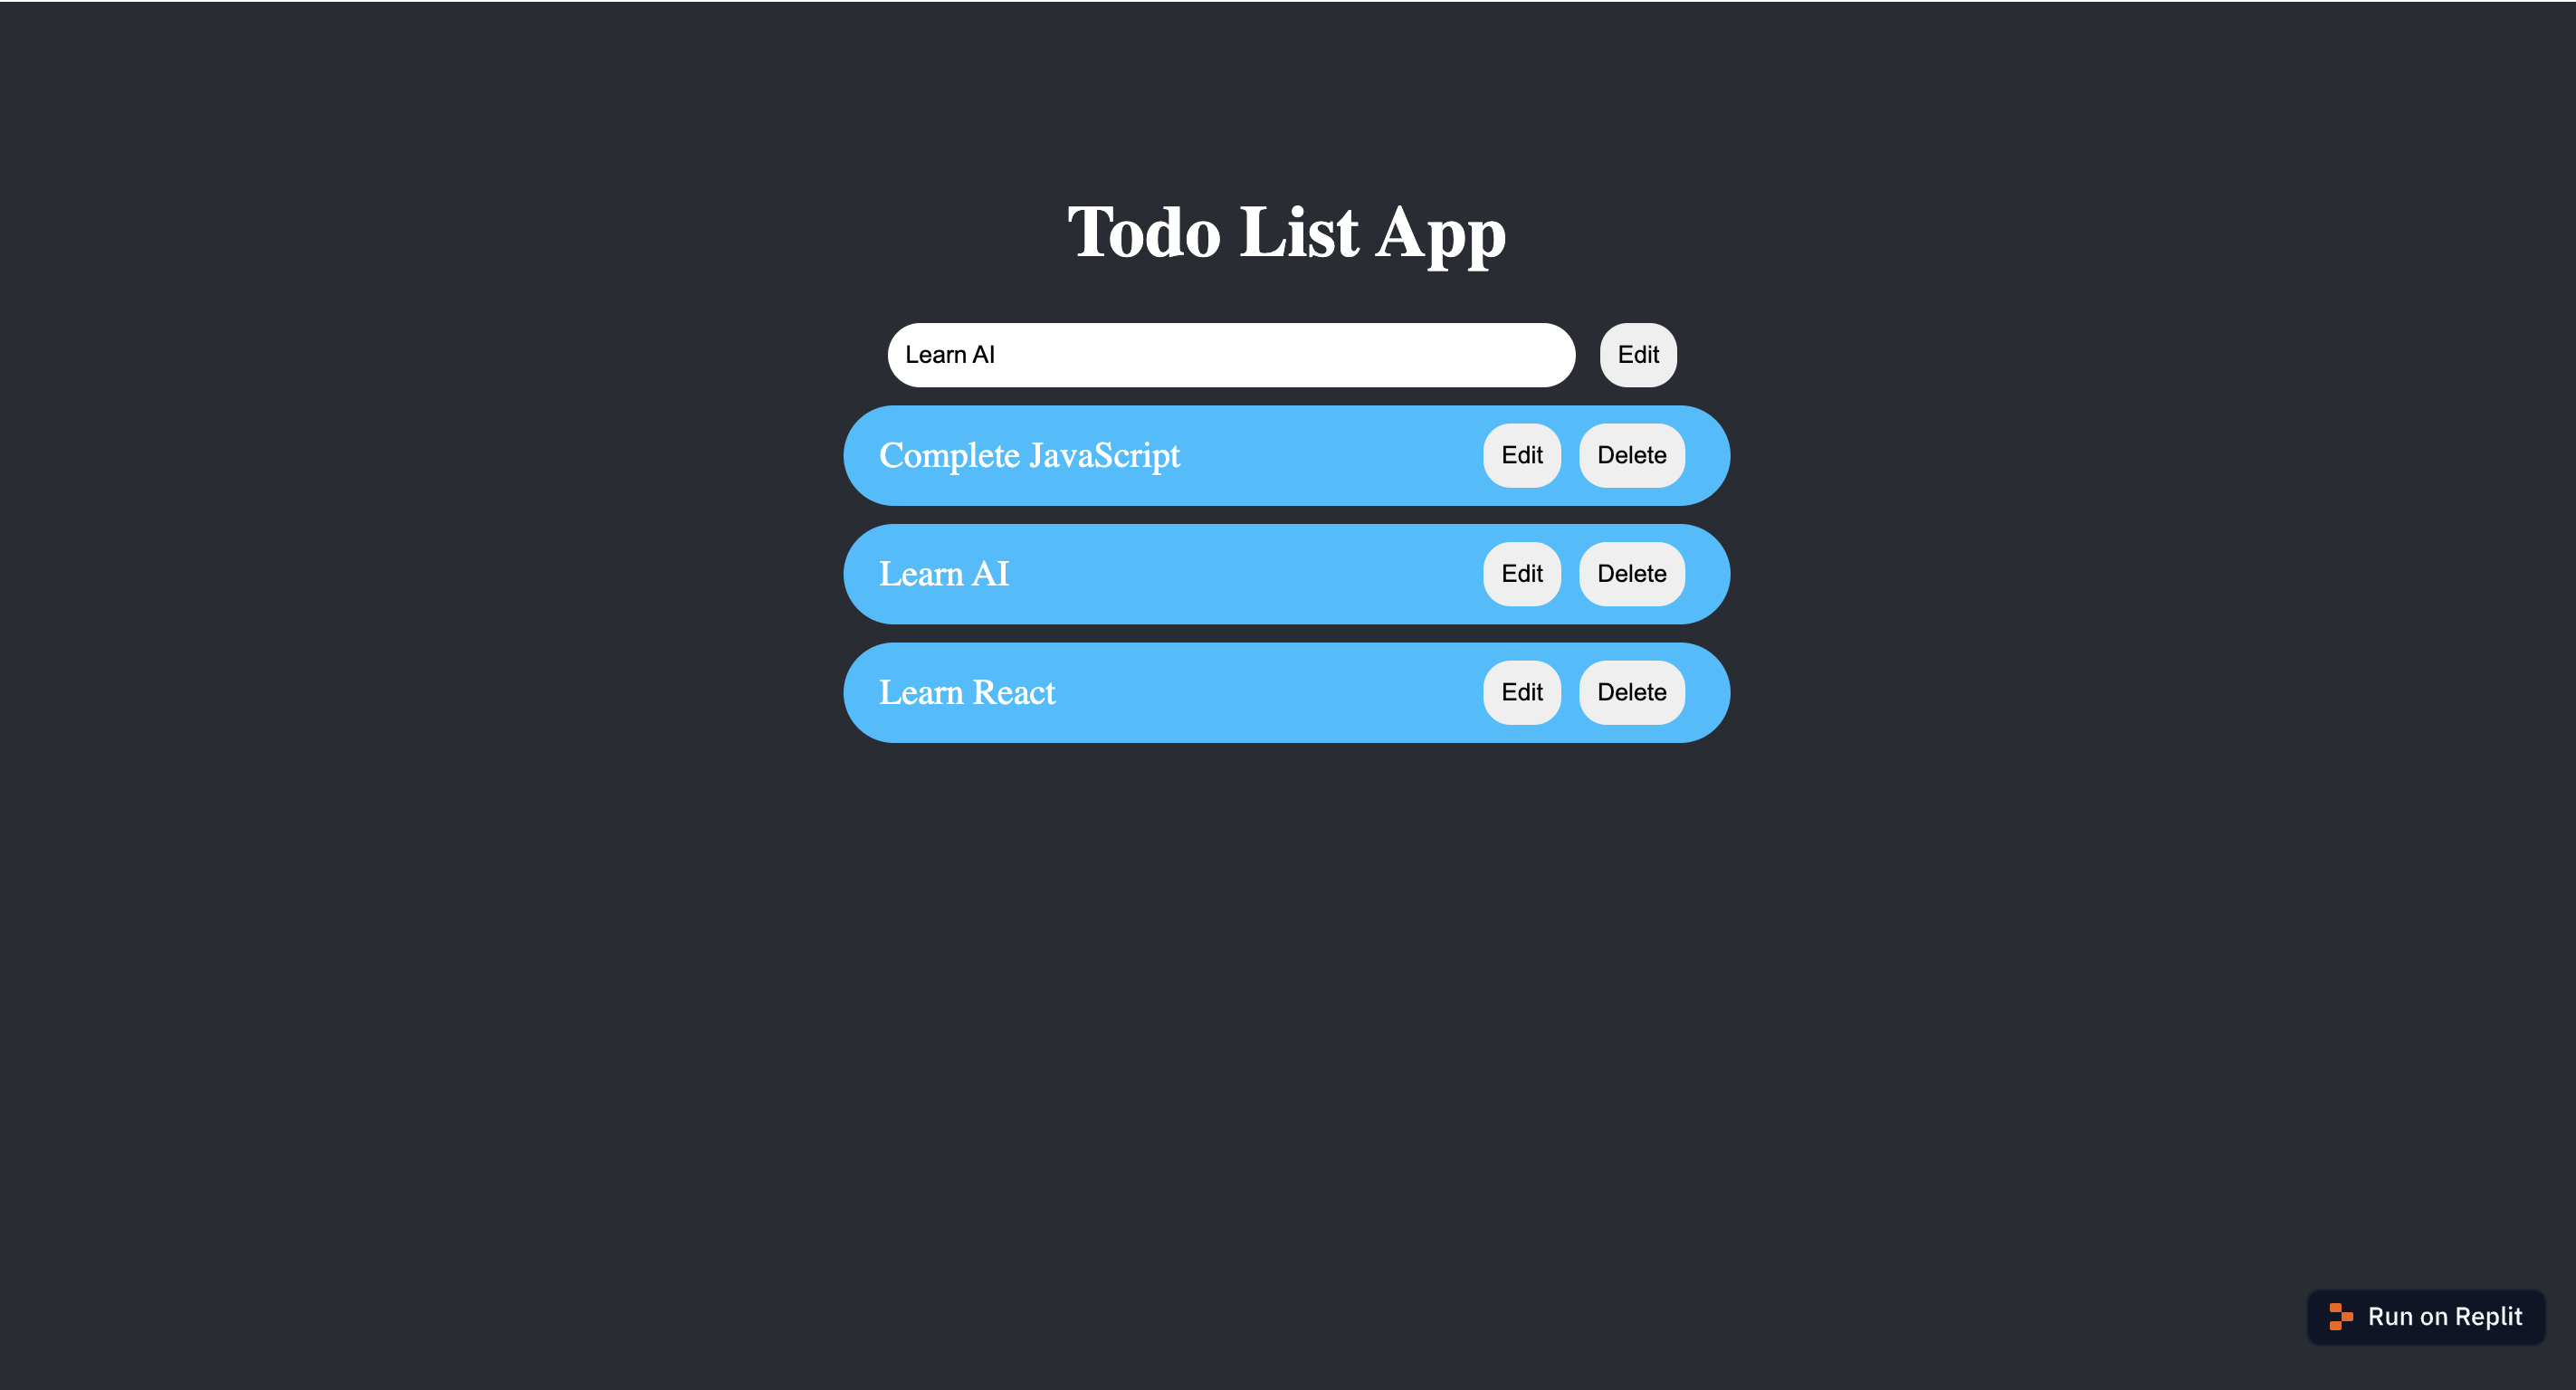 Todo List App
Learn AI Edit
Complete JavaScript Edit Delete
Learn AI Edit Delete
Learn React Edit Delete
Run on Replit